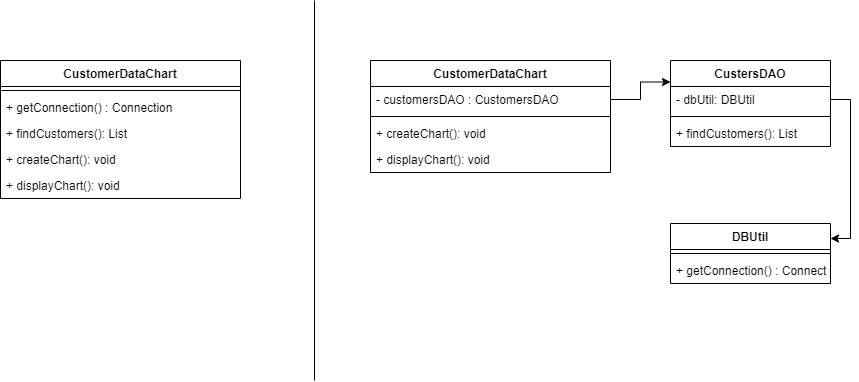 CustomerDataChart
+ getConnection() : Connection
+ findCustomers(): List
+ createChart(): void
+ displayChart(): void
CustomerDataChart
- customersDAO : CustomersDAO
+ createChart(): void
+ displayChart(): void
CustersDAO
- dbUtil: DBUtil
+ findCustomers(): List
DBUtil
+ getConnection() : Connect